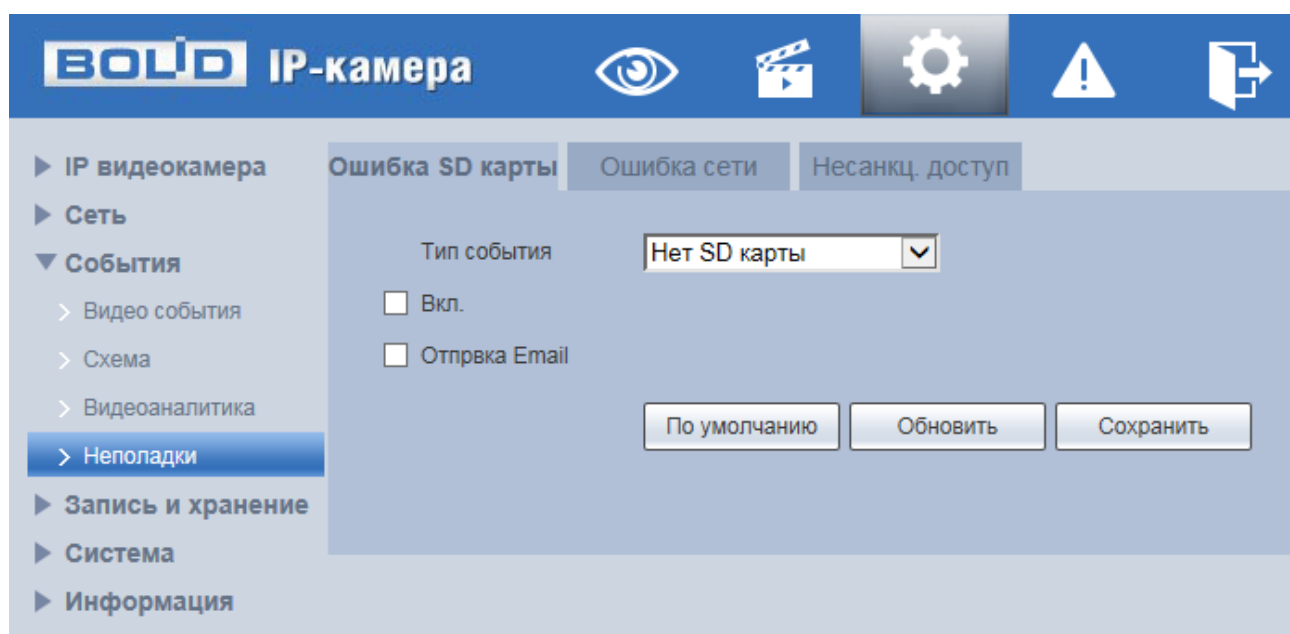 BOLID IP-камера
IP видеокамера
Сеть
События
Видео события
Схема
Видеоаналитика
Неполадки
Запись и хранение
Система
Информация
Ошибка SD карты
Ошибка сети
Несанкц. доступ
Тип события
Нет SD карты
Вкл.
Отпрвка Email
По умолчанию
Обновить
Сохранить